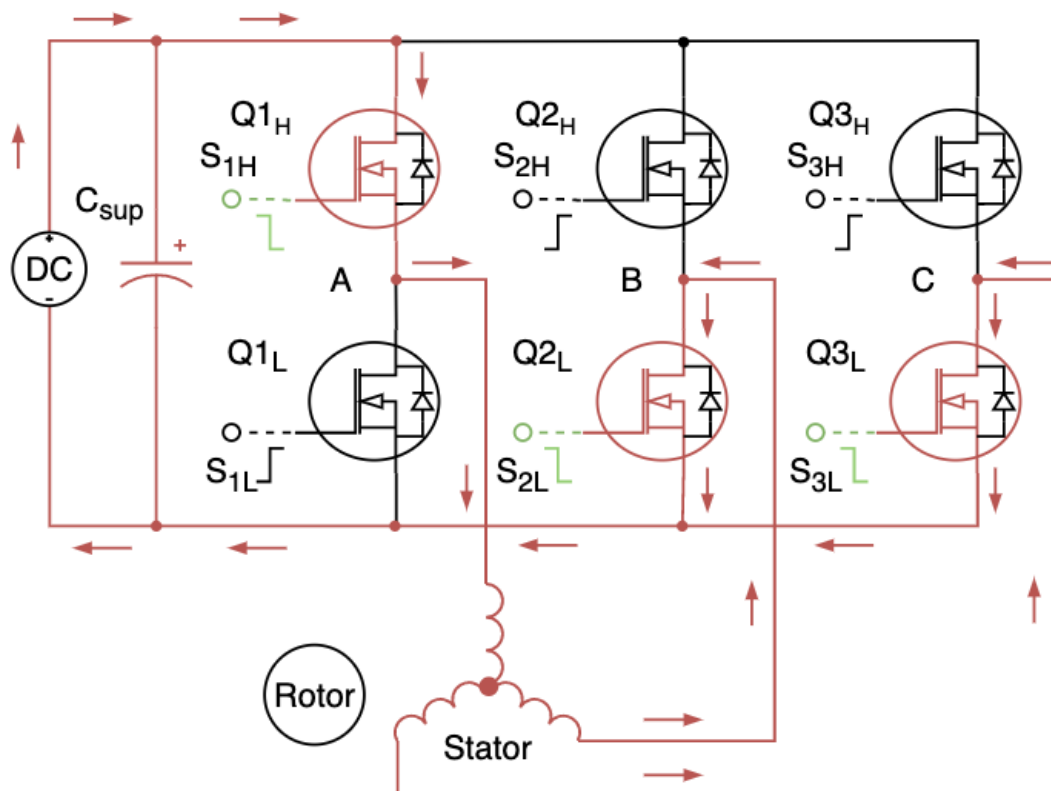 Q1H
Q2H
Q3H
S1H
S2H
S3H
Csup
+
+
DC
-
A
B
C
Q1L
Q2L
Q3L
S1L
S2L
S3L
Rotor
Stator